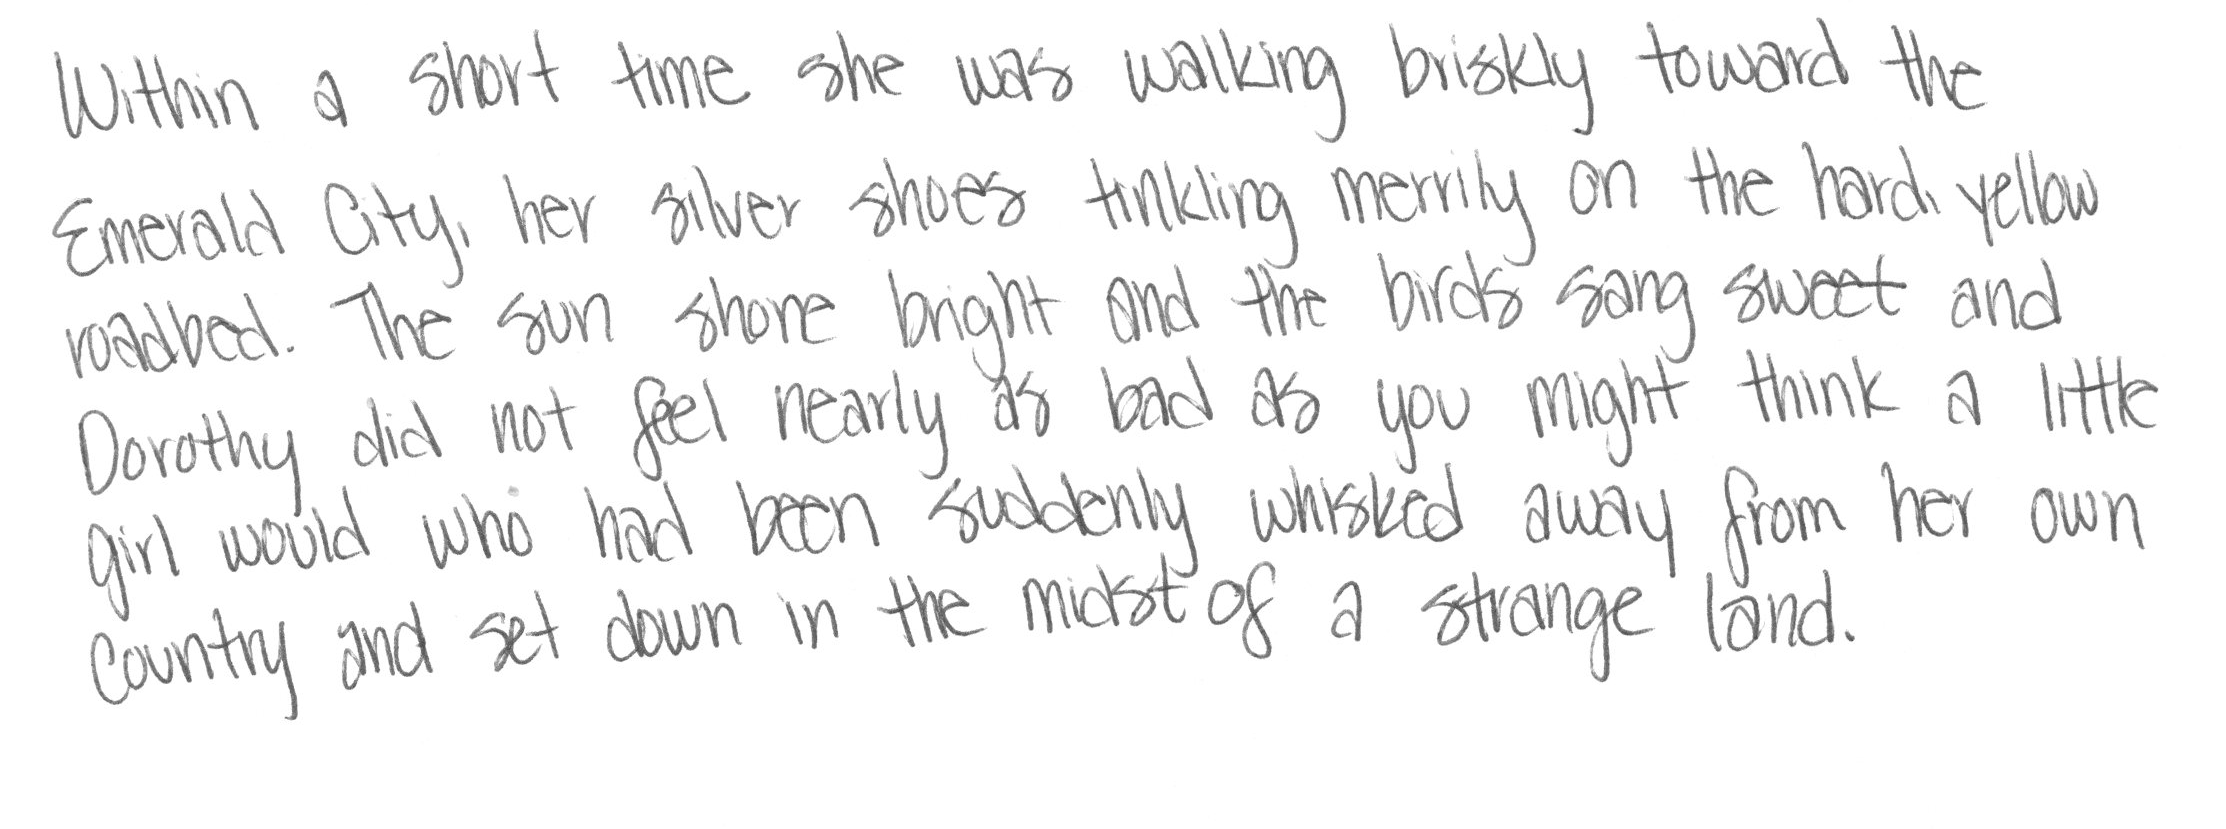 Within a short time she was walking briskly toward the
Emerald City, her silver shoes tinkling merrily on the hard, yellow
roadbed. The sun shone bright and the birds sang sweet and
Dorothy did not feel nearly as bad as you might think a little
girl would who had been suddenly whisked away from her own
country and set down in the midst of a strange land.